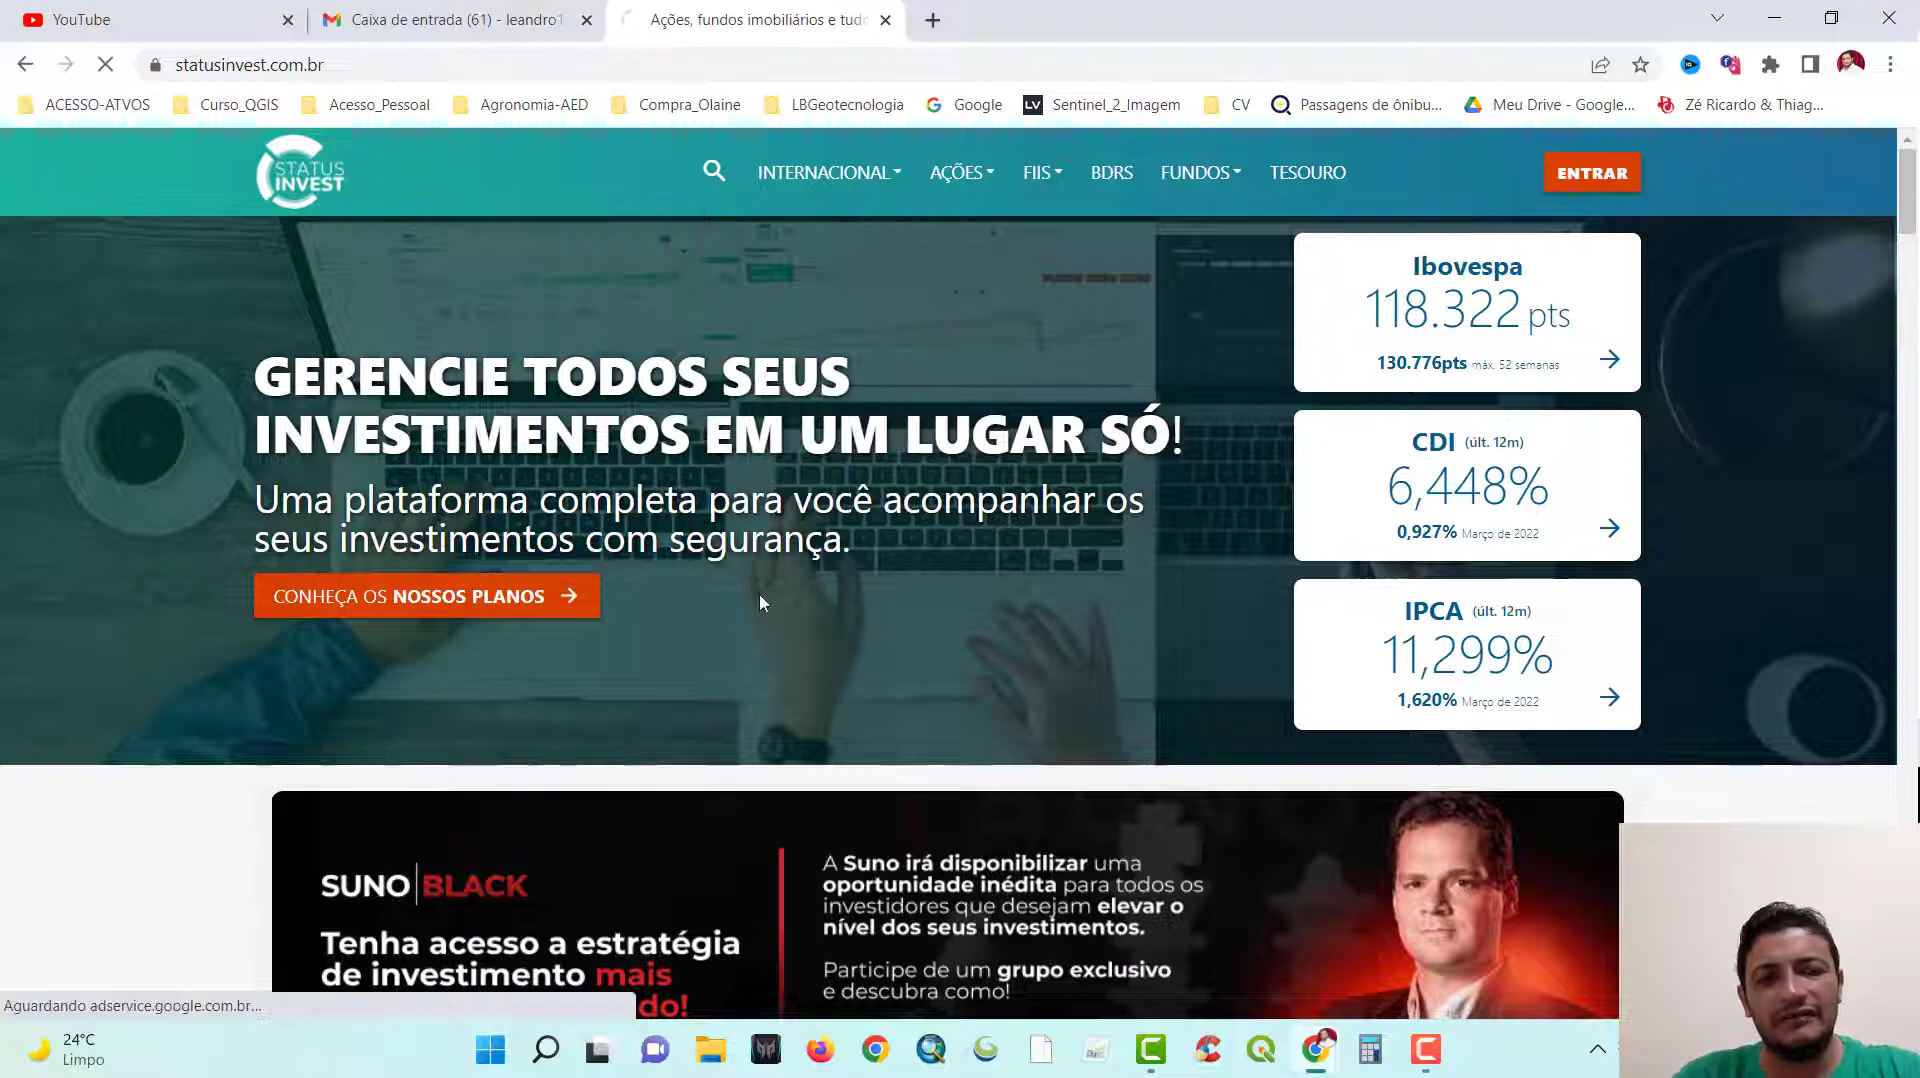 YouTube
Caixa de entrada (61) - leandro1
Ações, fundos imobiliários e tud
statusinvest.com.br
ACESSO-ATVOS
Curso_QGIS
Acesso_Pessoal
Agronomia-AED
Compra_Olaine
LBGeotecnologia
Google
LV
Sentinel_2_Imagem
CV
Passagens de ônibu...
Meu Drive - Google...
Zé Ricardo & Thiag...
STATUS
INVEST
INTERNACIONAL
AÇÕES
FIIS
BDRS
FUNDOS
TESOURO
ENTRAR
GERENCIE TODOS SEUS
INVESTIMENTOS EM UM LUGAR SÓ!
Uma plataforma completa para você acompanhar os
seus investimentos com segurança.
CONHEÇA OS NOSSOS PLANOS
Ibovespa
118.322 pts
130.776pts máx. 52 semanas
CDI (últ. 12m)
6,448%
0,927% Março de 2022
IPCA (últ. 12m)
11,299%
1,620% Março de 2022
SUNO BLACK
Tenha acesso a estratégia
de investimento mais
do!
A Suno irá disponibilizar uma
oportunidade inédita para todos os
investidores que desejam elevar o
nível dos seus investimentos.
Participe de um grupo exclusivo
e descubra como!
Aguardando adservice.google.com.br...
24°C
Limpo